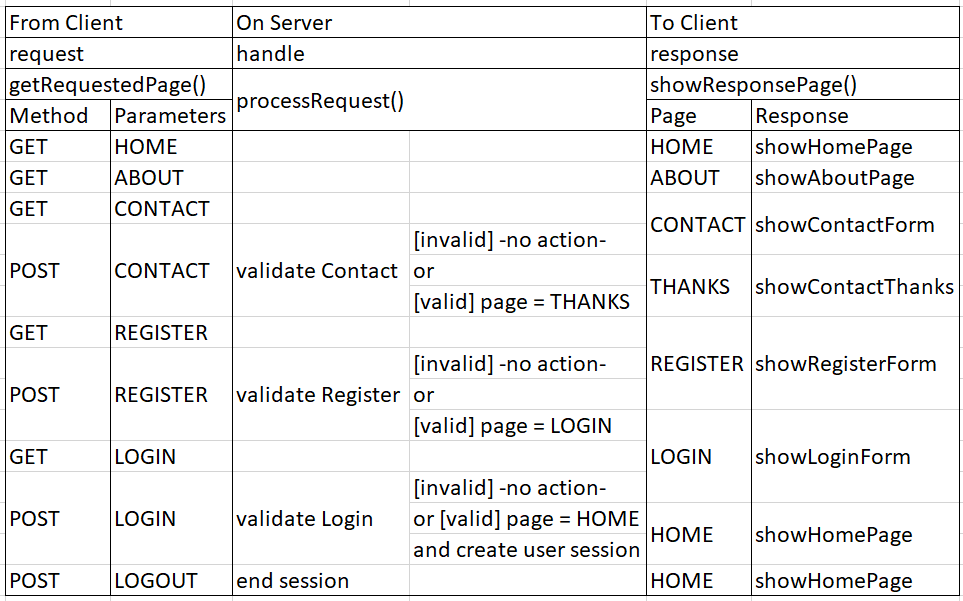 From Client On Server To Client
request handle response
getRequestedPage() processRequest() showResponsePage()
Method Parameters Page Response
GET HOME HOME showHomePage
GET ABOUT ABOUT showAboutPage
GET CONTACT CONTACT showContactForm
[invalid] -no action-
POST CONTACT validate Contact or THANKS showContactThanks
[valid] page = THANKS
GET REGISTER
[invalid] -no action- REGISTER showRegisterForm
POST REGISTER validate Register or
[valid] page = LOGIN
GET LOGIN LOGIN showLoginForm
[invalid] -no action-
POST LOGIN validate Login or [valid] page = HOME HOME showHomePage
and create user session
POST LOGOUT end session HOME showHomePage